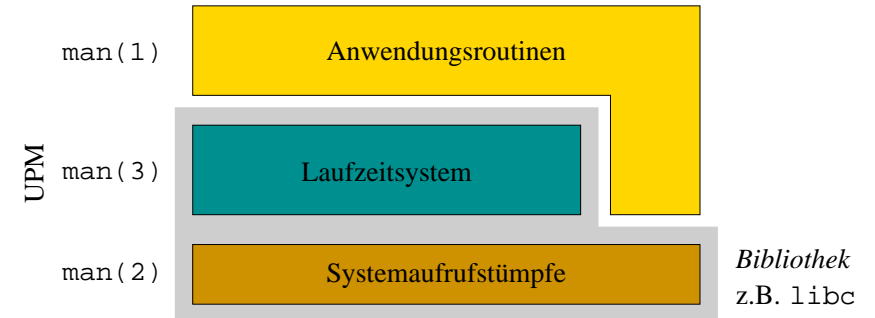 man(1)
Anwendungsroutinen
UPM
man(3)
Laufzeitsystem
man(2)
Systemaufrufstümpfe
Bibliothek
z.B. libc